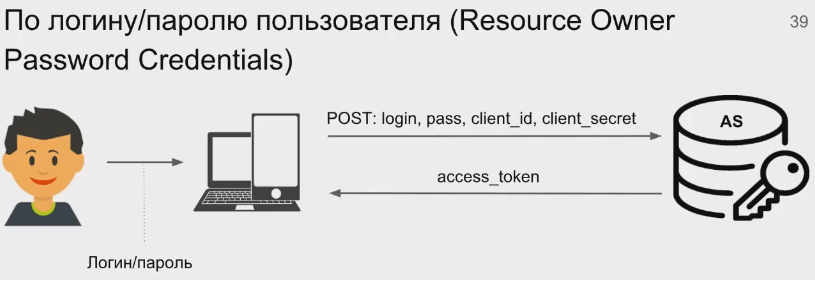 По логину/паролю пользователя (Resource Owner
39
Password Credentials)
POST: login, pass, client_id, client_secret
AS
access_token
Логин/пароль